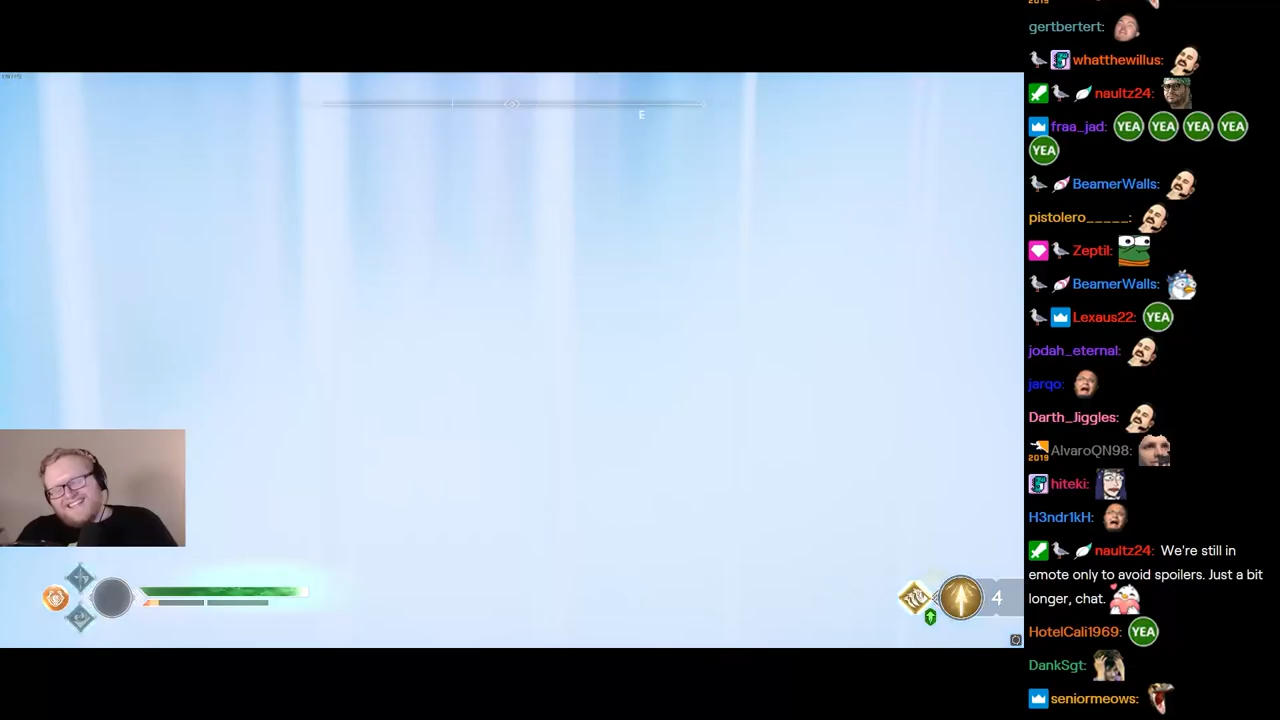 E
4
2019
gertbertert:
whatthewillus:
naultz24:
fraa_jad: YEA YEA YEA YEA
YEA
BeamerWalls:
pistolero_____:
Zeptil:
BeamerWalls:
Lexaus22: YEA
jodah_eternal:
jarqo:
Darth_Jiggles:
2019 AlvaroQN98:
hiteki:
H3ndr1kH:
naultz24: We're still in
emote only to avoid spoilers. Just a bit
longer, chat.
HotelCali1969: YEA
DankSgt:
seniormeows: